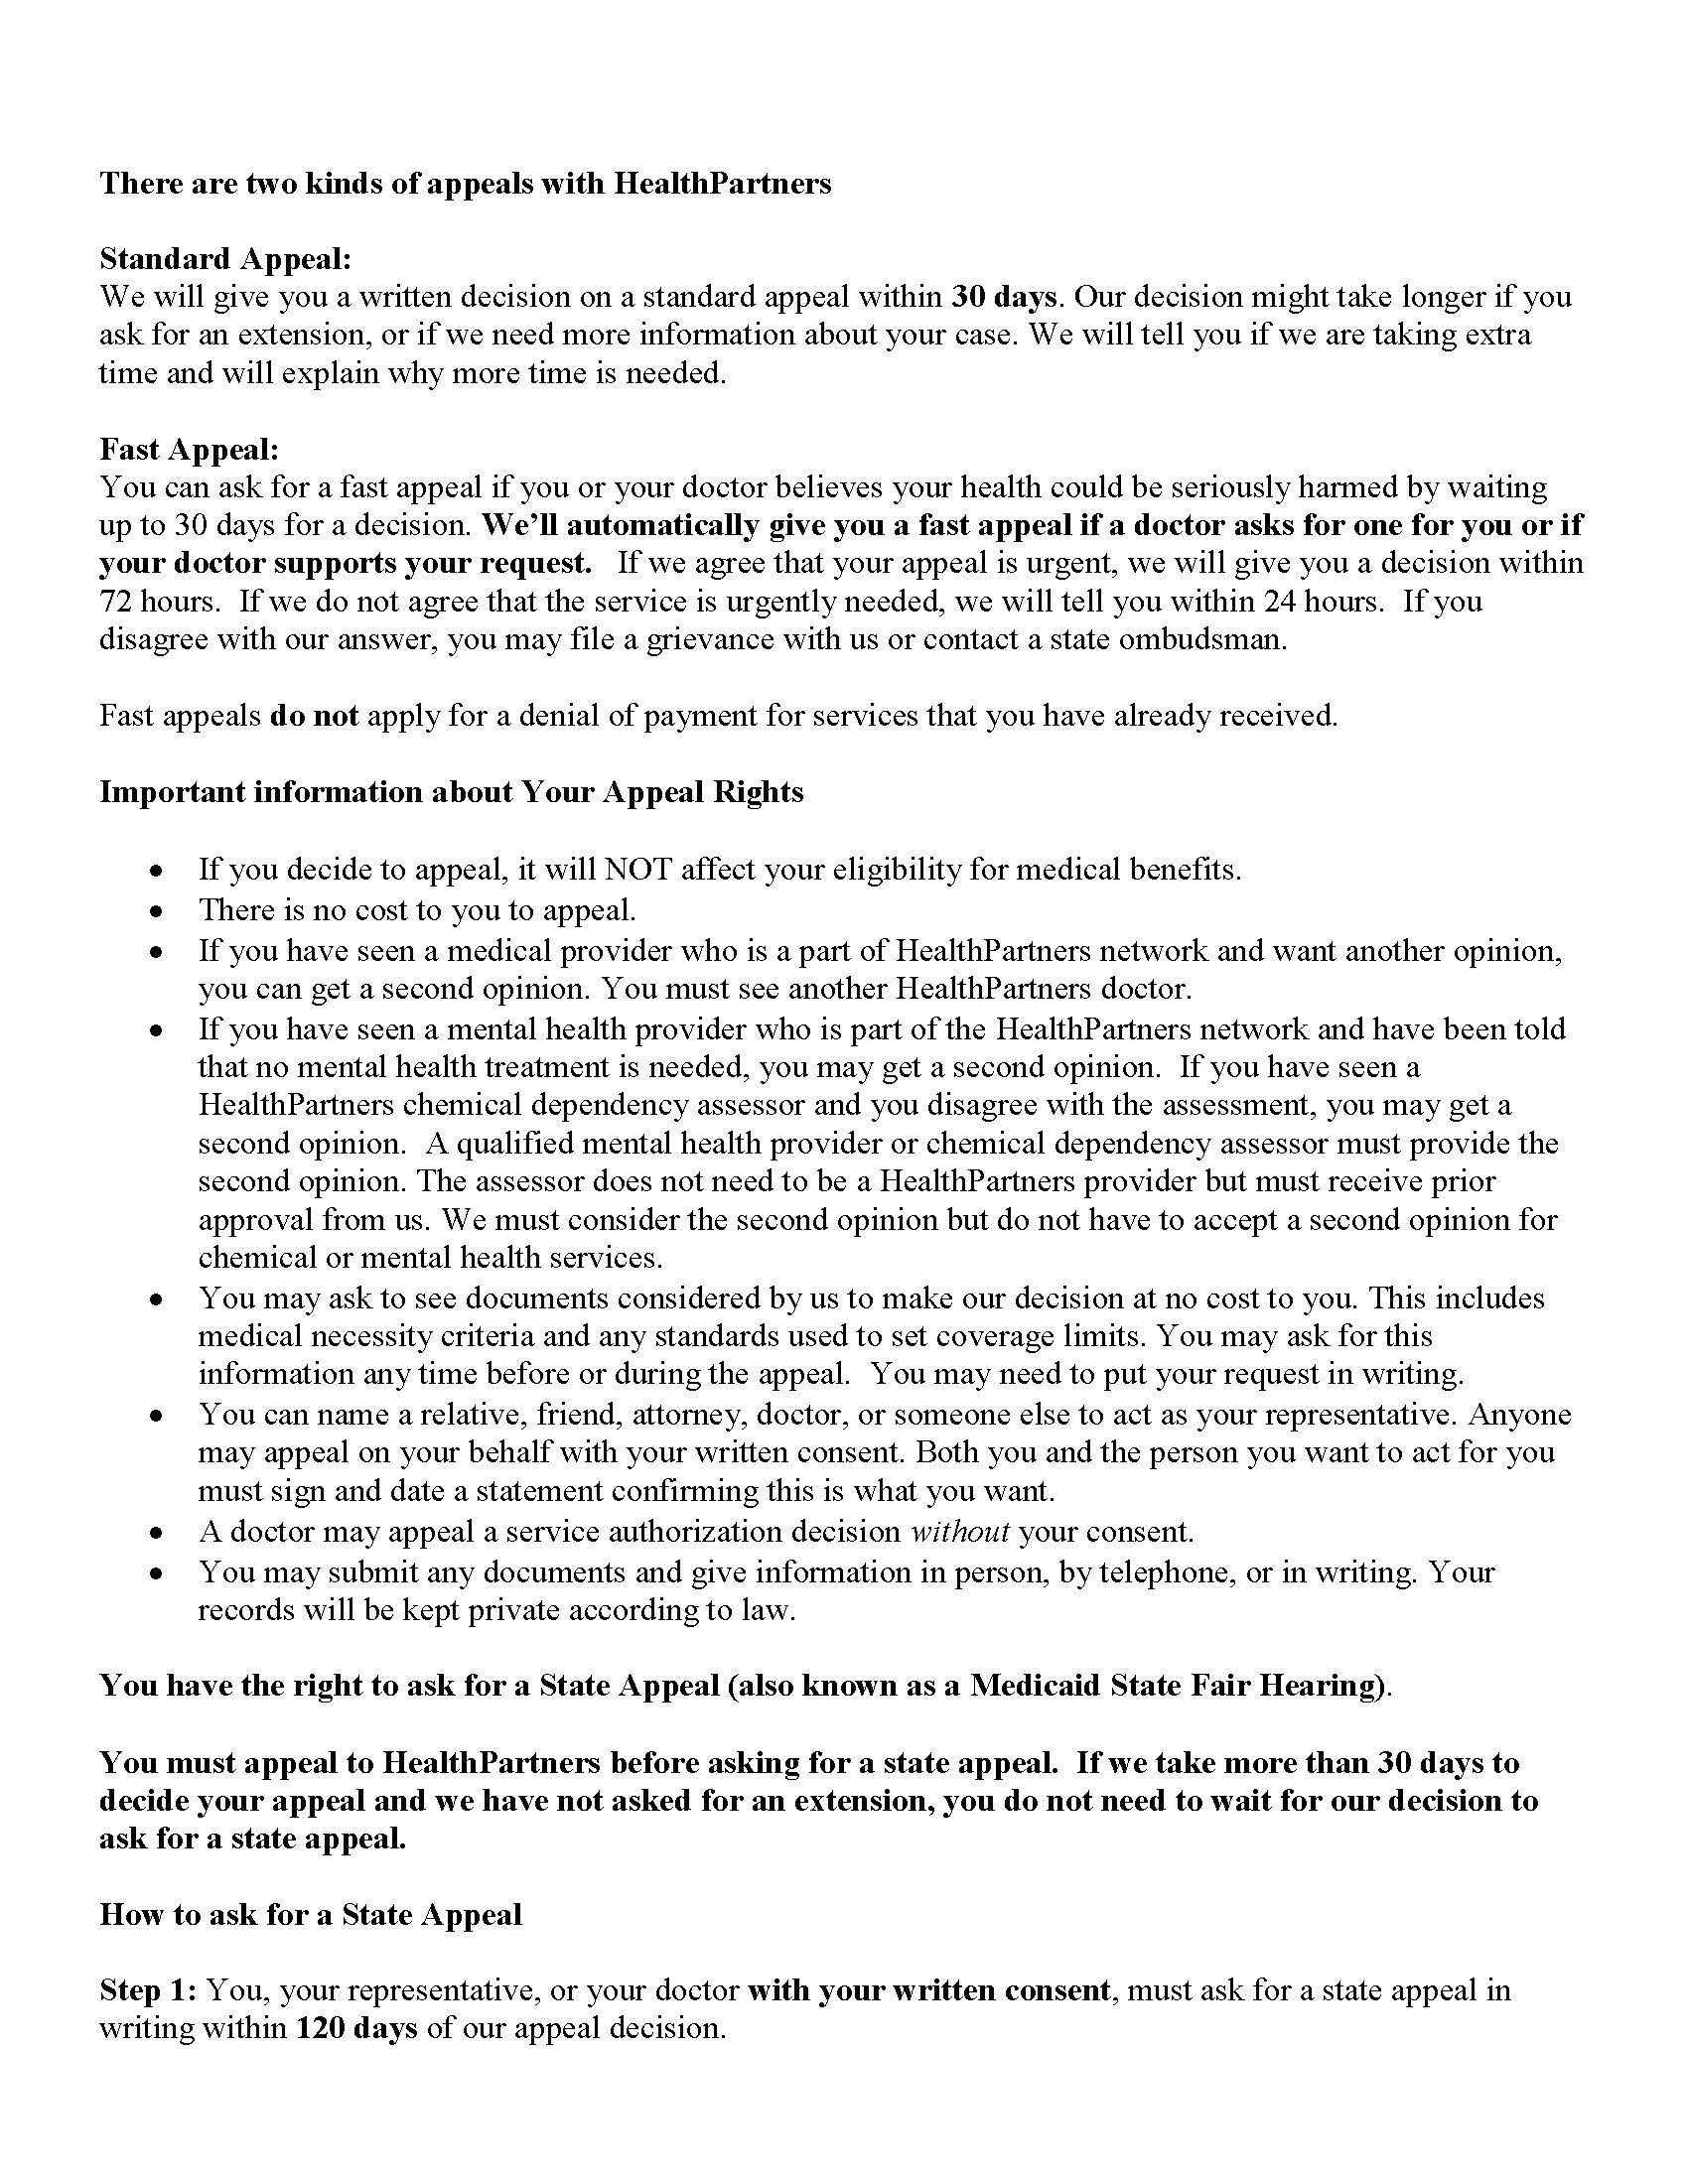 There are two kinds of appeals with HealthPartners
Standard Appeal:
We will give you a written decision on a standard appeal within 30 days. Our decision might take longer if you
ask for an extension, or if we need more information about your case. We will tell you if we are taking extra
time and will explain why more time is needed.
Fast Appeal:
You can ask for a fast appeal if you or your doctor believes your health could be seriously harmed by waiting
up to 30 days for a decision. We’ll automatically give you a fast appeal if a doctor asks for one for you or if
your doctor supports your request.   If we agree that your appeal is urgent, we will give you a decision within
72 hours.  If we do not agree that the service is urgently needed, we will tell you within 24 hours.  If you
disagree with our answer, you may file a grievance with us or contact a state ombudsman.
Fast appeals do not apply for a denial of payment for services that you have already received.
Important information about Your Appeal Rights
• If you decide to appeal, it will NOT affect your eligibility for medical benefits.
• There is no cost to you to appeal.
• If you have seen a medical provider who is a part of HealthPartners network and want another opinion,
you can get a second opinion. You must see another HealthPartners doctor.
• If you have seen a mental health provider who is part of the HealthPartners network and have been told
that no mental health treatment is needed, you may get a second opinion.  If you have seen a
HealthPartners chemical dependency assessor and you disagree with the assessment, you may get a
second opinion.  A qualified mental health provider or chemical dependency assessor must provide the
second opinion. The assessor does not need to be a HealthPartners provider but must receive prior
approval from us. We must consider the second opinion but do not have to accept a second opinion for
chemical or mental health services.
• You may ask to see documents considered by us to make our decision at no cost to you. This includes
medical necessity criteria and any standards used to set coverage limits. You may ask for this
information any time before or during the appeal.  You may need to put your request in writing.
• You can name a relative, friend, attorney, doctor, or someone else to act as your representative. Anyone
may appeal on your behalf with your written consent. Both you and the person you want to act for you
must sign and date a statement confirming this is what you want.
• A doctor may appeal a service authorization decision without your consent.
• You may submit any documents and give information in person, by telephone, or in writing. Your
records will be kept private according to law.
You have the right to ask for a State Appeal (also known as a Medicaid State Fair Hearing).
You must appeal to HealthPartners before asking for a state appeal.  If we take more than 30 days to
decide your appeal and we have not asked for an extension, you do not need to wait for our decision to
ask for a state appeal.
How to ask for a State Appeal
Step 1: You, your representative, or your doctor with your written consent, must ask for a state appeal in
writing within 120 days of our appeal decision.